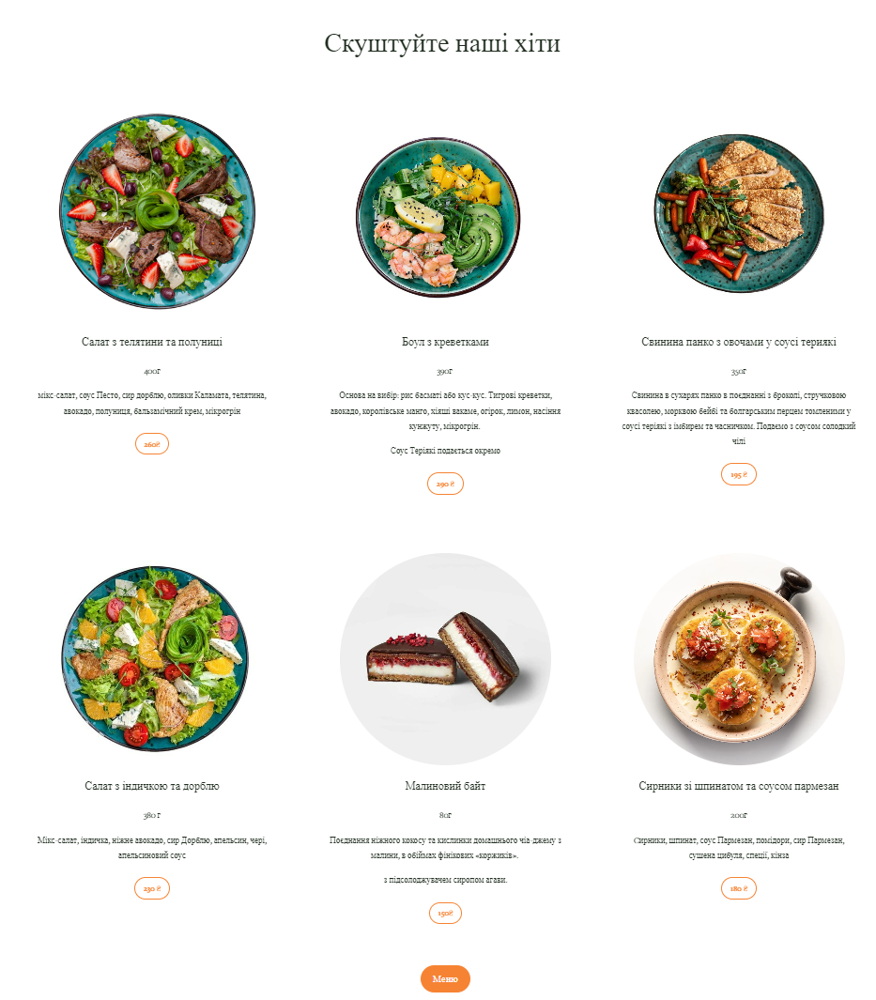 Скуштуйте наші хіти
Салат з телятини та полуниці
400г
мікс-салат, соус Песто, сир дорблю, оливки Каламата, телятина,
авокадо, полуниця, бальзамічний крем, мікрогрін
260₴
Боул з креветками
390г
Основа на вибір: рис басматі або кус-кус. Тигрові креветки,
авокадо, королівське манго, хіяші вакаме, огірок, лимон, насіння
кунжуту, мікрогрін.
Соус Теріякі подається окремо
290 ₴
Свинина панко з овочами у соусі териякі
350г
Свинина в сухарях панко в поєднанні з броколі, стручковою
квасолею, морквою бейбі та болгарським перцем томленими у
соусі теріякі з імбирем та часничком. Подаємо з соусом солодкий
чілі
195 ₴
Салат з індичкою та дорблю
380 г
Мікс-салат, індичка, ніжне авокадо, сир Дорблю, апельсин, чері,
апельсиновий соус
230 ₴
Малиновий байт
80г
Поєднання ніжного кокосу та кислинки домашнього чіа-джему з
малини, в обіймах фінікових «коржиків».
з підсолоджувачем сиропом агави.
150₴
Сирники зі шпинатом та соусом пармезан
200г
Сирники, шпинат, соус Пармезан, помідори, сир Пармезан,
сушена цибуля, спеції, кінза
180 ₴
Меню